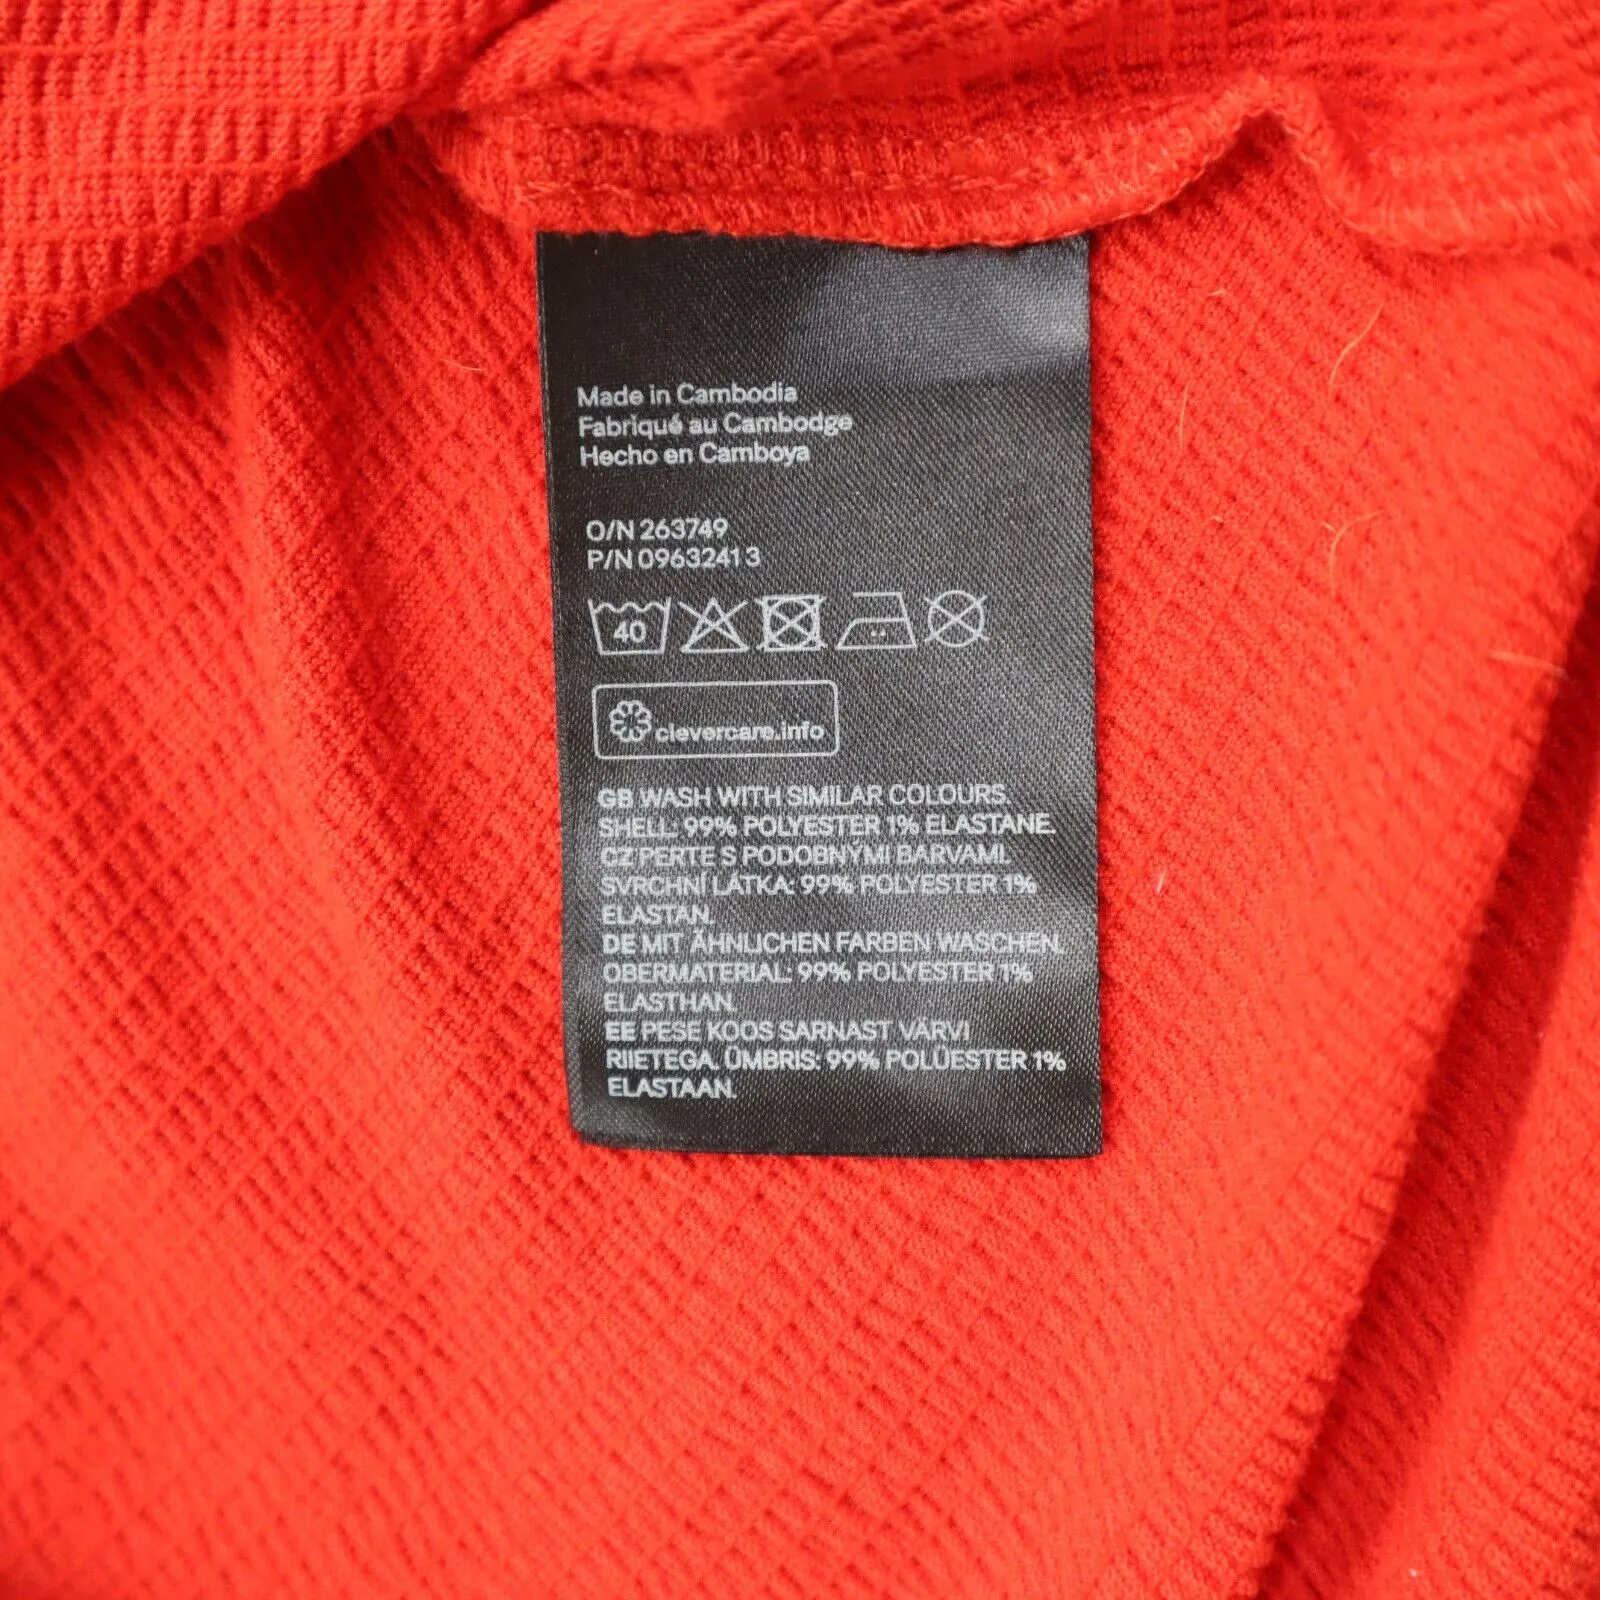 Made in Cambodia
Fabriqué au Cambodge
Hecho en Camboya
O/N 263749
P/N 09632413
40
clevercare.info
GB WASH WITH SIMILAR COLOURS.
SHELL: 99% POLYESTER 1% ELASTANE.
CZ PERTE S PODOBNÝMI BARVAMI.
SVRCHNÍ LÁTKA: 99% POLYESTER 1%
ELASTAN.
DE MIT ÄHNLICHEN FARBEN WASCHEN.
OBERMATERIAL: 99% POLYESTER 1%
ELASTHAN.
EE PESE KOOS SARNAST VÄRVI
RIIETEGA. ÜMBRIS: 99% POLÜESTER 1%
ELASTAAN.